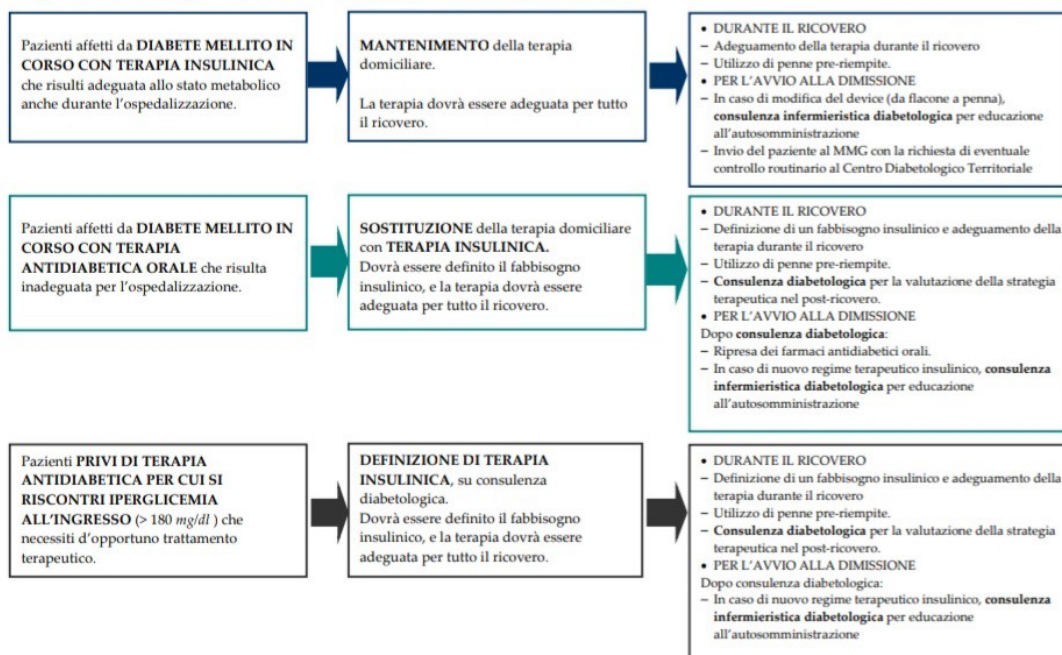 Pazienti affetti da DIABETE MELLITO IN
CORSO CON TERAPIA INSULINICA
che risulti adeguata allo stato metabolico
anche durante l'ospedalizzazione.
MANTENIMENTO della terapia
domiciliare.
La terapia dovrà essere adeguata per tutto
il ricovero.
• DURANTE IL RICOVERO
– Adeguamento della terapia durante il ricovero
– Utilizzo di penne pre-riempite.
• PER L'AVVIO ALLA DIMISSIONE
– In caso di modifica del device (da flacone a penna),
consulenza infermieristica diabetologica per educazione
all'autosomministrazione
– Invio del paziente al MMG con la richiesta di eventuale
controllo routinario al Centro Diabetologico Territoriale
Pazienti affetti da DIABETE MELLITO IN
CORSO CON TERAPIA
ANTIDIABETICA ORALE che risulta
inadeguata per l'ospedalizzazione.
SOSTITUZIONE della terapia domiciliare
con TERAPIA INSULINICA.
Dovrà essere definito il fabbisogno
insulinico, e la terapia dovrà essere
adeguata per tutto il ricovero.
• DURANTE IL RICOVERO
– Definizione di un fabbisogno insulinico e adeguamento della
terapia durante il ricovero
– Utilizzo di penne pre-riempite.
– Consulenza diabetologica per la valutazione della strategia
terapeutica nel post-ricovero.
• PER L'AVVIO ALLA DIMISSIONE
Dopo consulenza diabetologica:
– Ripresa dei farmaci antidiabetici orali.
– In caso di nuovo regime terapeutico insulinico, consulenza
infermieristica diabetologica per educazione
all'autosomministrazione
Pazienti PRIVI DI TERAPIA
ANTIDIABETICA PER CUI SI
RISCONTRI IPERGLICEMIA
ALL'INGRESSO (> 180 mg/dl ) che
necessiti d'opportuno trattamento
terapeutico.
DEFINIZIONE DI TERAPIA
INSULINICA, su consulenza
diabetologica.
Dovrà essere definito il fabbisogno
insulinico, e la terapia dovrà essere
adeguata per tutto il ricovero.
• DURANTE IL RICOVERO
– Definizione di un fabbisogno insulinico e adeguamento della
terapia durante il ricovero
– Utilizzo di penne pre-riempite.
– Consulenza diabetologica per la valutazione della strategia
terapeutica nel post-ricovero.
• PER L'AVVIO ALLA DIMISSIONE
Dopo consulenza diabetologica:
– In caso di nuovo regime terapeutico insulinico, consulenza
infermieristica diabetologica per educazione
all'autosomministrazione